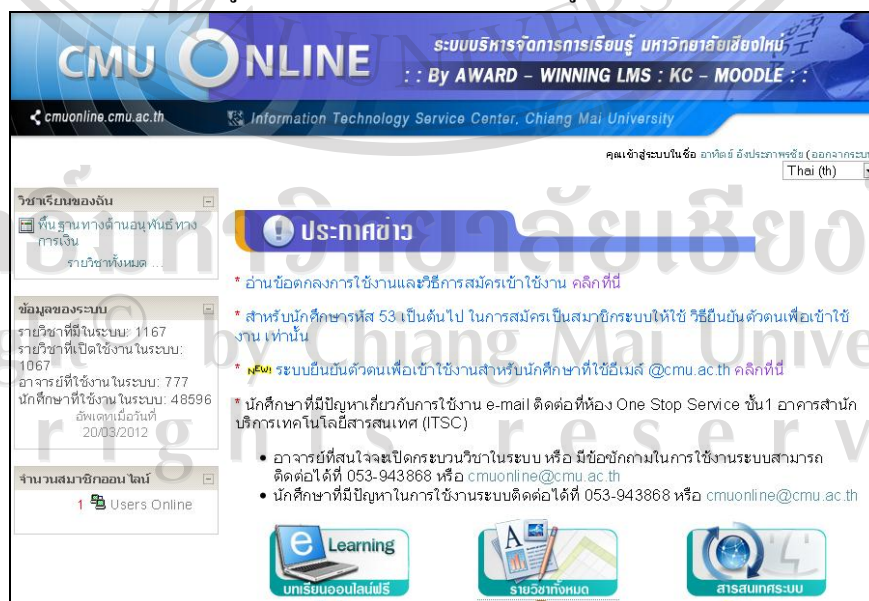 CMU ONLINE
ระบบบริหารจัดการการเรียนรู้ มหาวิทยาลัยเชียงใหม่
: : By AWARD – WINNING LMS : KC – MOODLE : :
cmuonline.cmu.ac.th
Information Technology Service Center, Chiang Mai University
คุณเข้าสู่ระบบในชื่อ อาทิตย์ อังประภาพรชัย (ออกจากระบบ
Thai (th)
วิชาเรียนของฉัน
พื้นฐานทางด้านอนุพันธ์ทาง
การเงิน
รายวิชาทั้งหมด ...
ข้อมูลของระบบ
รายวิชาที่มีในระบบ: 1167
รายวิชาที่เปิดใช้งานในระบบ:
1067
อาจารย์ที่ใช้งานในระบบ: 777
นักศึกษาที่ใช้งานในระบบ: 48596
อัพเดทเมื่อวันที่
20/03/2012
จำนวนสมาชิกออนไลน์
1 Users Online
ประกาศข่าว
* อ่านข้อตกลงการใช้งานและวิธีการสมัครเข้าใช้งาน คลิกที่นี่
* สำหรับนักศึกษารหัส 53 เป็นต้นไป ในการสมัครเป็นสมาชิกระบบให้ใช้ วิธียืนยันตัวตนเพื่อเข้าใช้
งาน เท่านั้น
* NEW! ระบบยืนยันตัวตนเพื่อเข้าใช้งานสำหรับนักศึกษาที่ใช้อีเมล์ @cmu.ac.th คลิกที่นี่
* นักศึกษาที่มีปัญหาเกี่ยวกับการใช้งาน e-mail ติดต่อที่ห้อง One Stop Service ชั้น1 อาคารสำนัก
บริการเทคโนโลยีสารสนเทศ (ITSC)
• อาจารย์ที่สนใจจะเปิดกระบวนวิชาในระบบ หรือ มีข้อซักถามในการใช้งานระบบสามารถ
ติดต่อได้ที่ 053-943868 หรือ cmuonline@cmu.ac.th
• นักศึกษาที่มีปัญหาในการใช้งานระบบติดต่อได้ที่ 053-943868 หรือ cmuonline@cmu.ac.th
e Learning
บทเรียนออนไลน์ฟรี
รายวิชาทั้งหมด
สารสนเทศระบบ